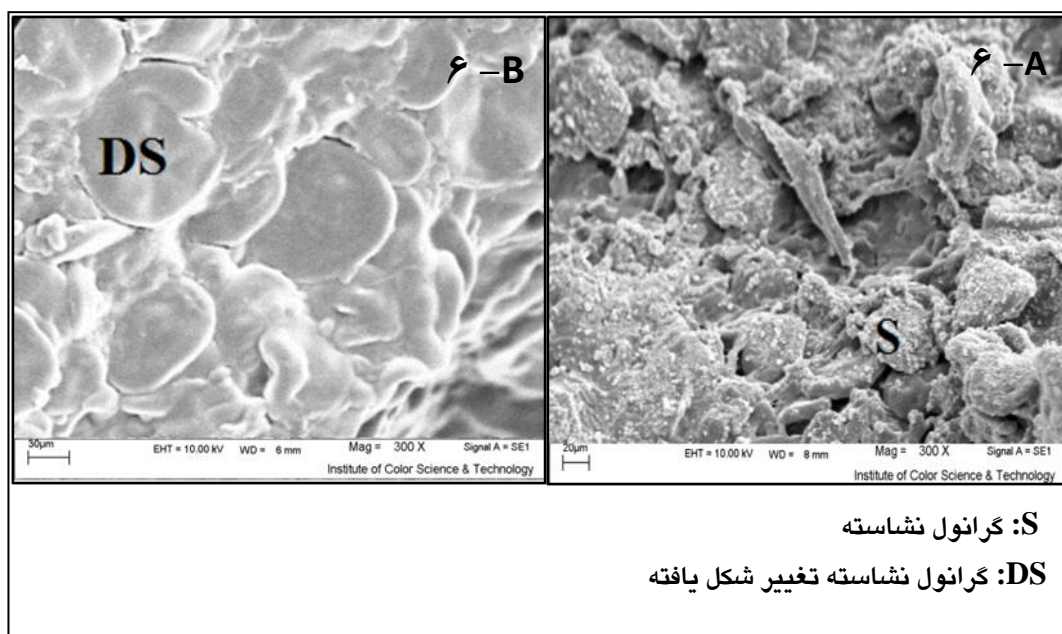 ۶ –B
DS
30µm
EHT = 10.00 kV WD = 6 mm Mag = 300 X Signal A = SE1
Institute of Color Science & Technology
۶ –A
S
20µm
EHT = 10.00 kV WD = 8 mm Mag = 300 X Signal A = SE1
Institute of Color Science & Technology
S: گرانول نشاسته
DS: گرانول نشاسته تغییر شکل یافته